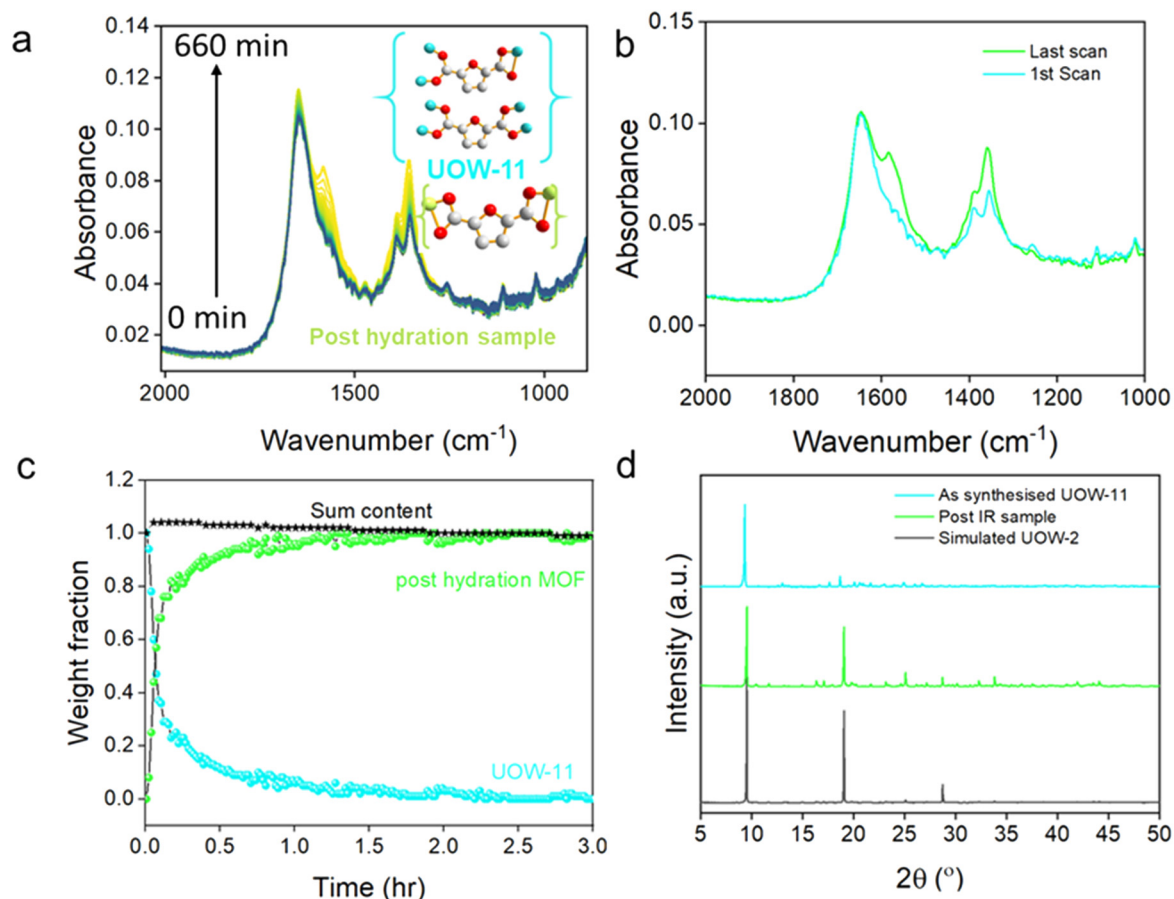 a
660 min
0 min
UOW-11
Post hydration sample
0.14
0.12
0.10
0.08
0.06
0.04
0.02
2000
1500
1000
Absorbance
Wavenumber (cm-1)
b
Last scan
1st Scan
0.15
0.10
0.05
0.00
2000
1800
1600
1400
1200
1000
Absorbance
Wavenumber (cm-1)
c
Sum content
post hydration MOF
UOW-11
1.2
1.0
0.8
0.6
0.4
0.2
0.0
0.0
0.5
1.0
1.5
2.0
2.5
3.0
Weight fraction
Time (hr)
d
As synthesised UOW-11
Post IR sample
Simulated UOW-2
5
10
15
20
25
30
35
40
45
50
Intensity (a.u.)
2θ (°)